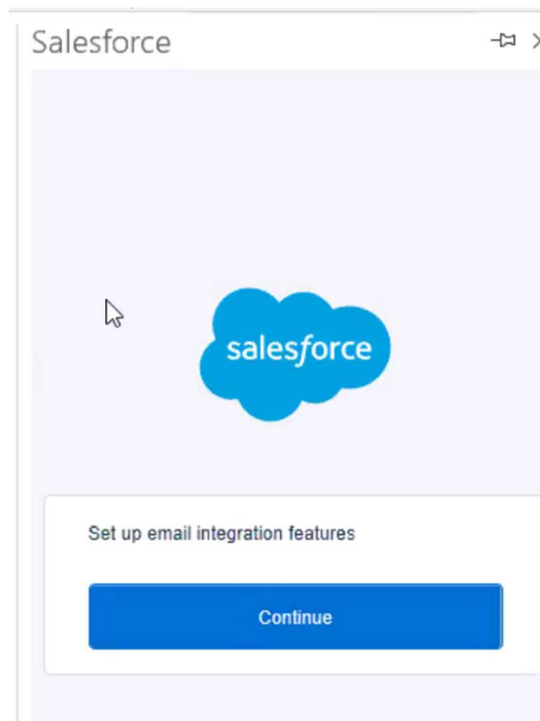 Salesforce
salesforce
Set up email integration features
Continue